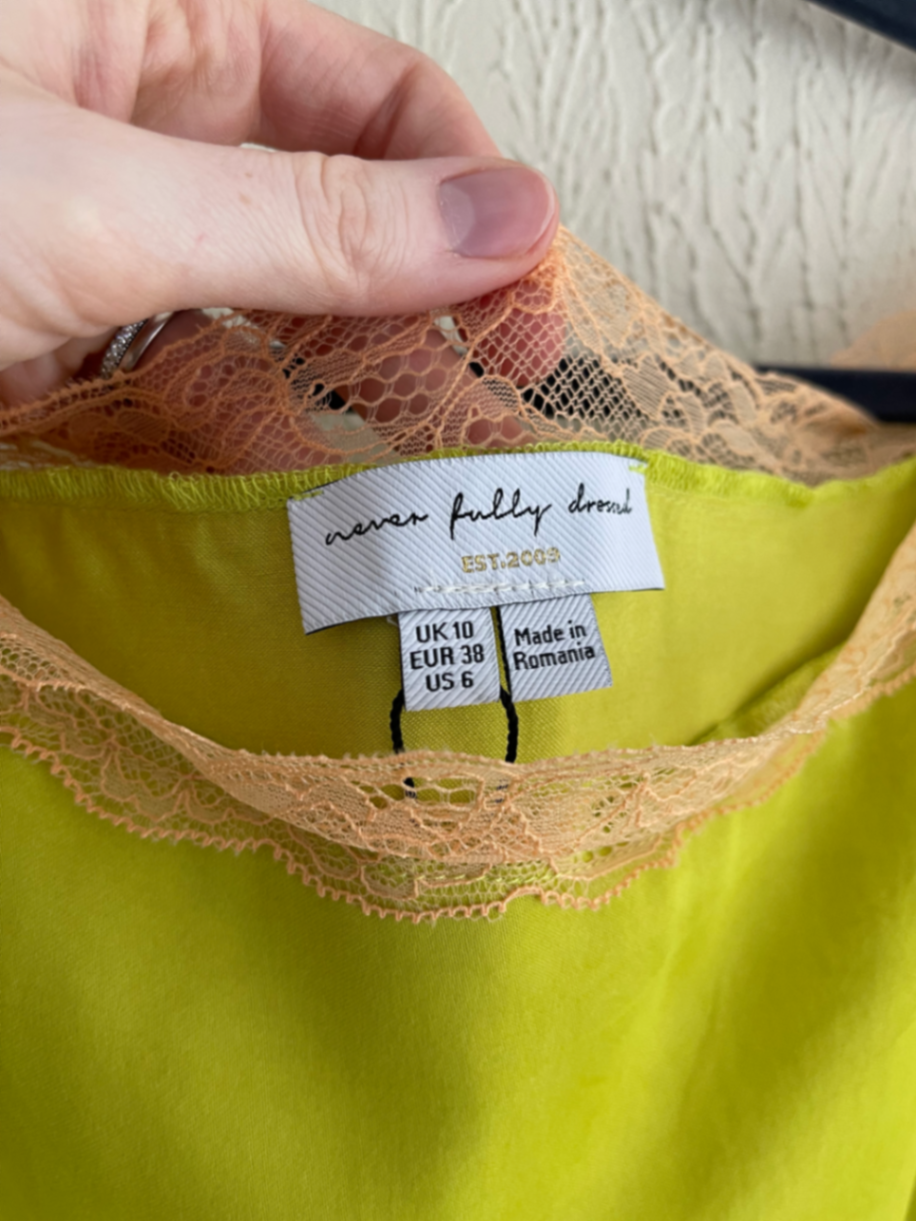 never fully dressed
EST.2009
UK 10
EUR 38
US 6
Made in
Romania